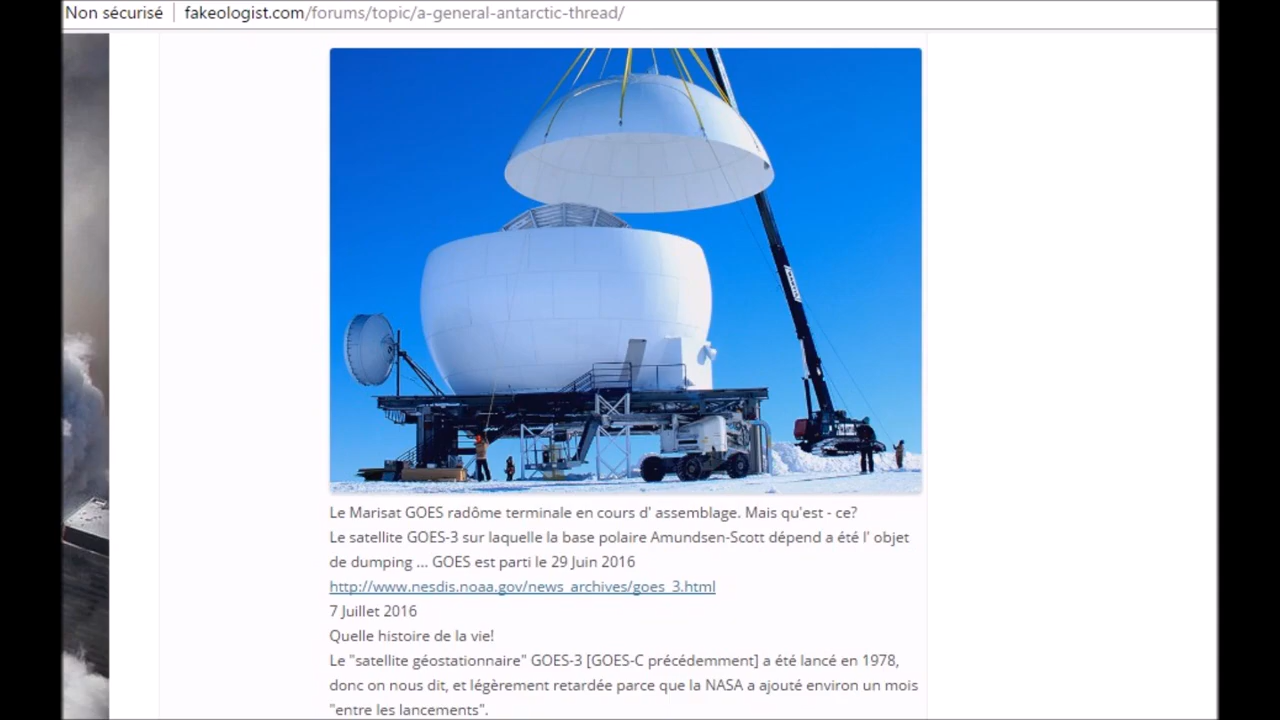 Non sécurisé | fakeologist.com/forums/topic/a-general-antarctic-thread/
Le Marisat GOES radôme terminale en cours d' assemblage. Mais qu'est - ce?
Le satellite GOES-3 sur laquelle la base polaire Amundsen-Scott dépend a été l' objet
de dumping ... GOES est parti le 29 Juin 2016
http://www.nesdis.noaa.gov/news_archives/goes_3.html
7 Juillet 2016
Quelle histoire de la vie!
Le "satellite géostationnaire" GOES-3 [GOES-C précédemment] a été lancé en 1978,
donc on nous dit, et légèrement retardée parce que la NASA a ajouté environ un mois
"entre les lancements".